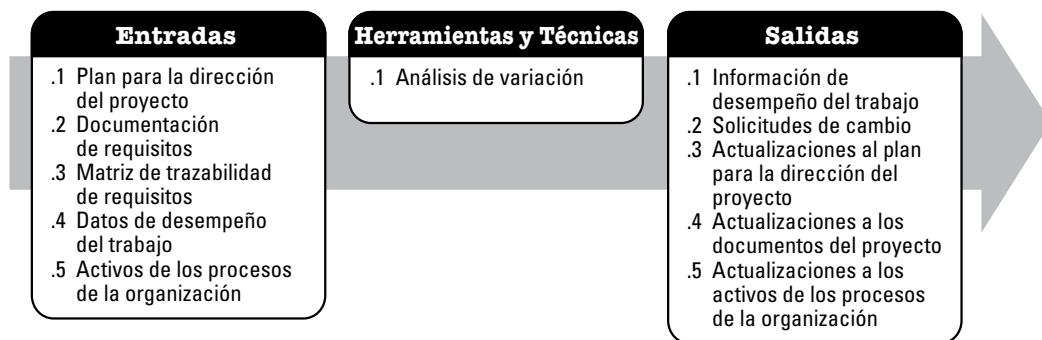 Entradas
.1 Plan para la dirección
del proyecto
.2 Documentación
de requisitos
.3 Matriz de trazabilidad
de requisitos
.4 Datos de desempeño
del trabajo
.5 Activos de los procesos
de la organización
Herramientas y Técnicas
.1 Análisis de variación
Salidas
.1 Información de
desempeño del trabajo
.2 Solicitudes de cambio
.3 Actualizaciones al plan
para la dirección del
proyecto
.4 Actualizaciones a los
documentos del proyecto
.5 Actualizaciones a los
activos de los procesos
de la organización